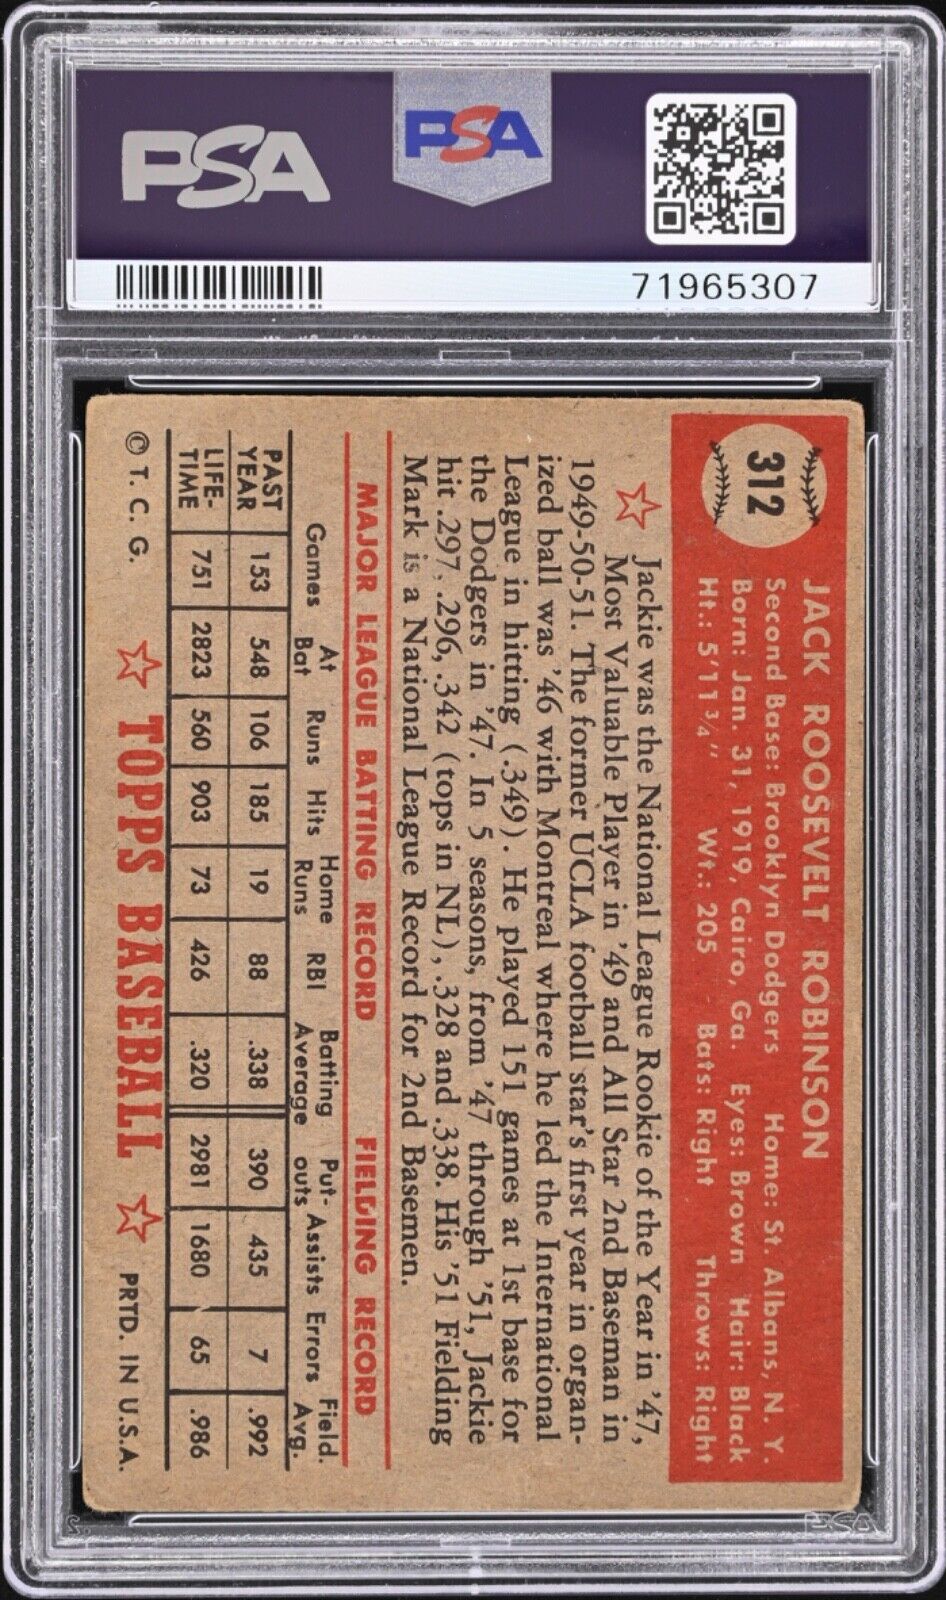 PSA
PSA
71965307
312
JACK ROOSEVELT ROBINSON
Second Base: Brooklyn Dodgers Home: St. Albans, N. Y.
Born: Jan. 31, 1919, Cairo, Ga. Eyes: Brown Hair: Black
Ht.: 5'11¾" Wt.: 205 Bats: Right Throws: Right
Jackie was the National League Rookie of the Year in '47,
Most Valuable Player in '49 and All Star 2nd Baseman in
1949-50-51. The former UCLA football star's first year in organ-
ized ball was '46 with Montreal where he led the International
League in hitting (.349). He played 151 games at 1st base for
the Dodgers in '47. In 5 seasons, from '47 through '51, Jackie
hit .297, .296, .342 (tops in NL), .328 and .338. His '51 Fielding
Mark is a National League Record for 2nd Basemen.
MAJOR LEAGUE BATTING RECORD FIELDING RECORD
Games At Bat Runs Hits Home Runs RBI Batting Average Put-outs Assists Errors Field. Avg.
PAST YEAR 153 548 106 185 19 88 .338 390 435 7 .992
LIFE-TIME 751 2823 560 903 73 426 .320 2981 1680 65 .986
© T. C. G. TOPPS BASEBALL PRTD. IN U.S.A.
PSA